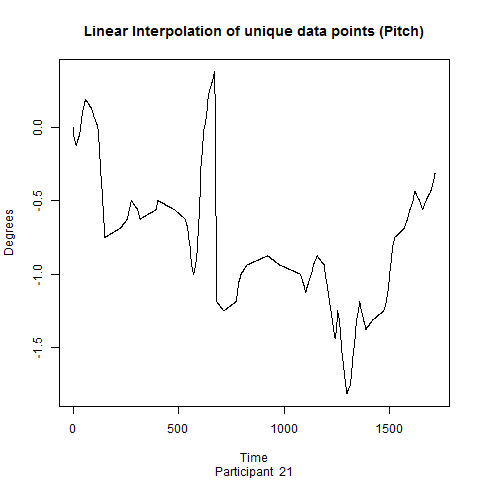 Linear Interpolation of unique data points (Pitch)
Degrees
0.0
-0.5
-1.0
-1.5
0 500 1000 1500
Time
Participant 21